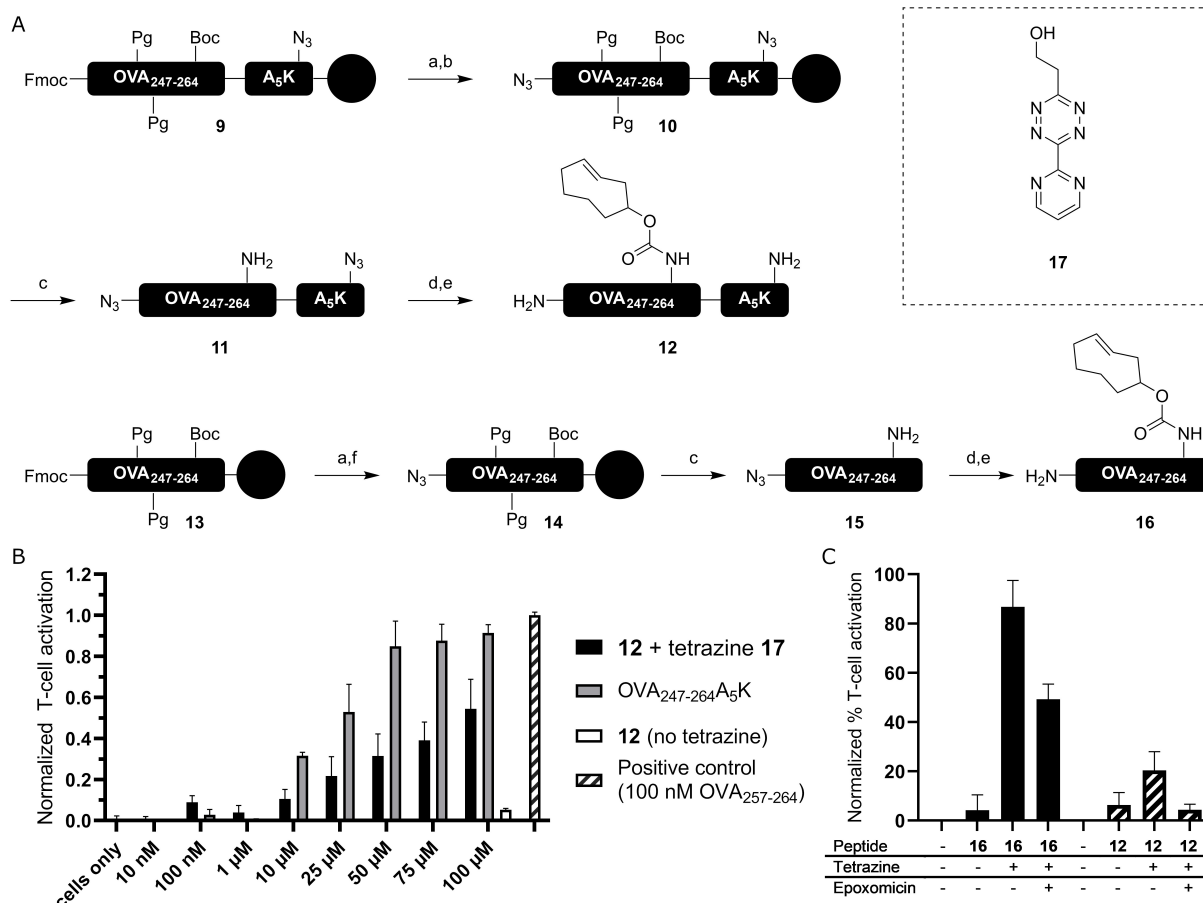 A
Pg Boc N3
Fmoc OVA247-264 A5K
Pg
9
a,b
Pg Boc N3
N3 OVA247-264 A5K
Pg
10
OH
N N
N N
N N
17
c
NH2 N3
N3 OVA247-264 A5K
11
d,e
O
O NH NH2
H2N OVA247-264 A5K
12
Pg Boc
Fmoc OVA247-264
Pg
13
a,f
Pg Boc
N3 OVA247-264
Pg
14
c
NH2
N3 OVA247-264
15
d,e
O
O NH
H2N OVA247-264
16
B
Normalized T-cell activation
1.2
1.0
0.8
0.6
0.4
0.2
0.0
cells only
10 nM
100 nM
1 µM
10 µM
25 µM
50 µM
75 µM
100 µM
12 + tetrazine 17
OVA247-264A5K
12 (no tetrazine)
Positive control
(100 nM OVA257-264)
C
Normalized % T-cell activation
100
80
60
40
20
0
Peptide - 16 16 16 - 12 12 12
Tetrazine - - + + - - + +
Epoxomicin - - - + - - - +